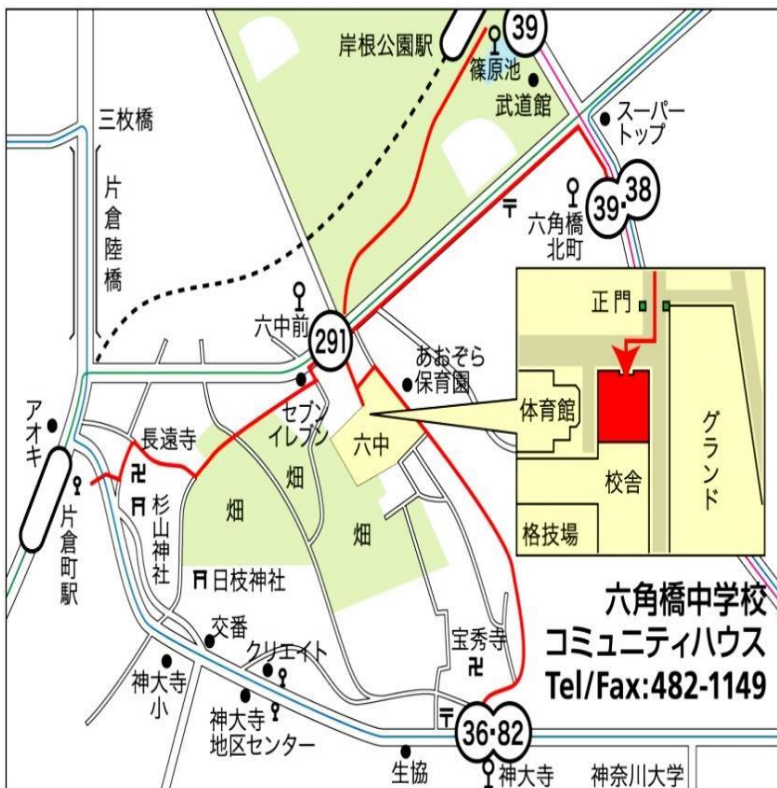 岸根公園駅
39
篠原池
武道館
スーパー
トップ
三枚橋
片倉陸橋
〒
六角橋
北町
39・38
六中前
291
あおぞら
保育園
正門
アオキ
セブン
イレブン
長遠寺
卍
六中
体育館
グランド
校舎
格技場
畑
畑
畑
杉山神社
片倉町駅
日枝神社
交番
クリエイト
宝秀寺
卍
六角橋中学校
コミュニティハウス
Tel/Fax:482-1149
神大寺
小
神大寺
地区センター
〒
36・82
生協
神大寺
神奈川大学